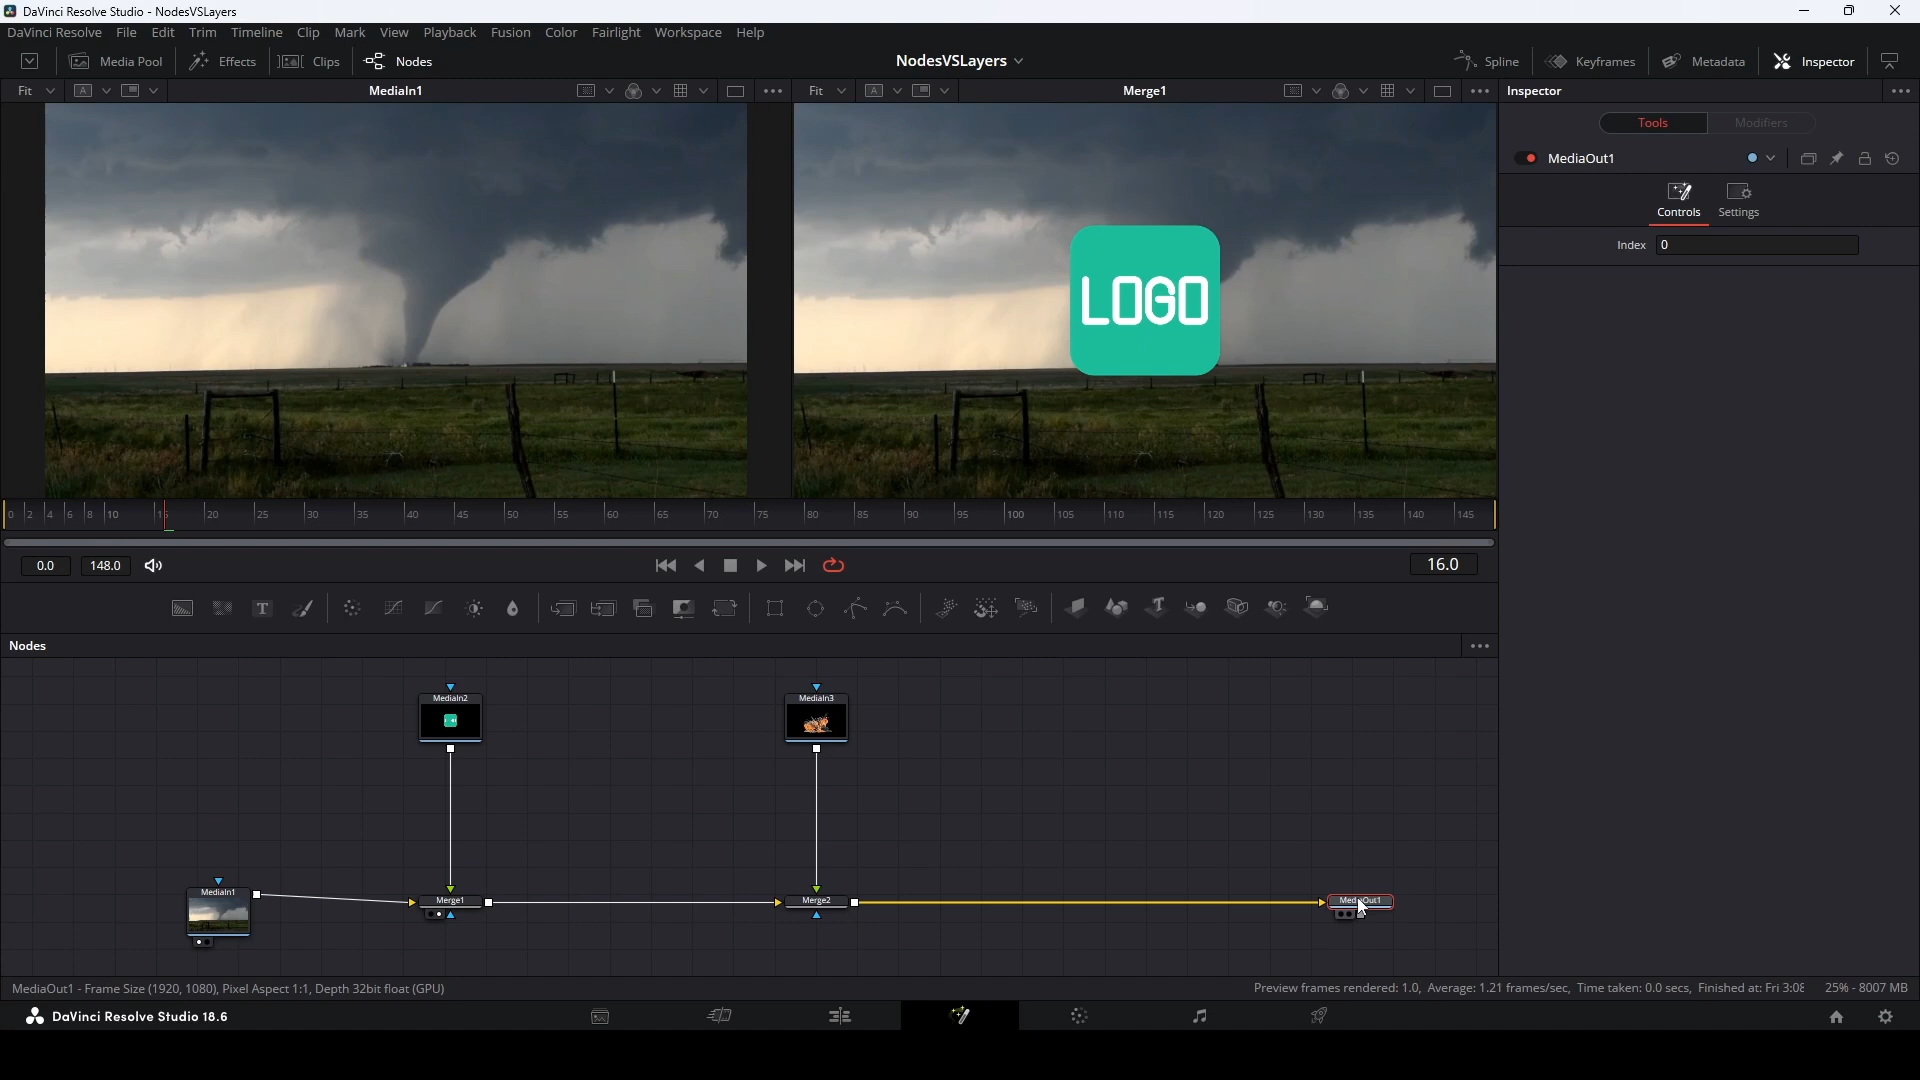 DaVinci Resolve Studio - NodesVSLayers
DaVinci Resolve File Edit Trim Timeline Clip Mark View Playback Fusion Color Fairlight Workspace Help
Media Pool Effects Clips Nodes NodesVSLayers Spline Keyframes Metadata Inspector
Fit A MediaIn1 Fit A Merge1 Inspector
Tools Modifiers
MediaOut1
Controls Settings
Index 0
LOGO
0 2 4 6 8 10 20 25 30 35 40 45 50 55 60 65 70 75 80 85 90 95 100 105 110 115 120 125 130 135 140 145
0.0 148.0 16.0
T
Nodes
MediaIn2 MediaIn3
MediaIn1 Merge1 Merge2
MediaOut1 - Frame Size (1920, 1080), Pixel Aspect 1:1, Depth 32bit float (GPU) Preview frames rendered: 1.0, Average: 1.21 frames/sec, Time taken: 0.0 secs, Finished at: Fri 3:08 25% - 8007 MB
DaVinci Resolve Studio 18.6